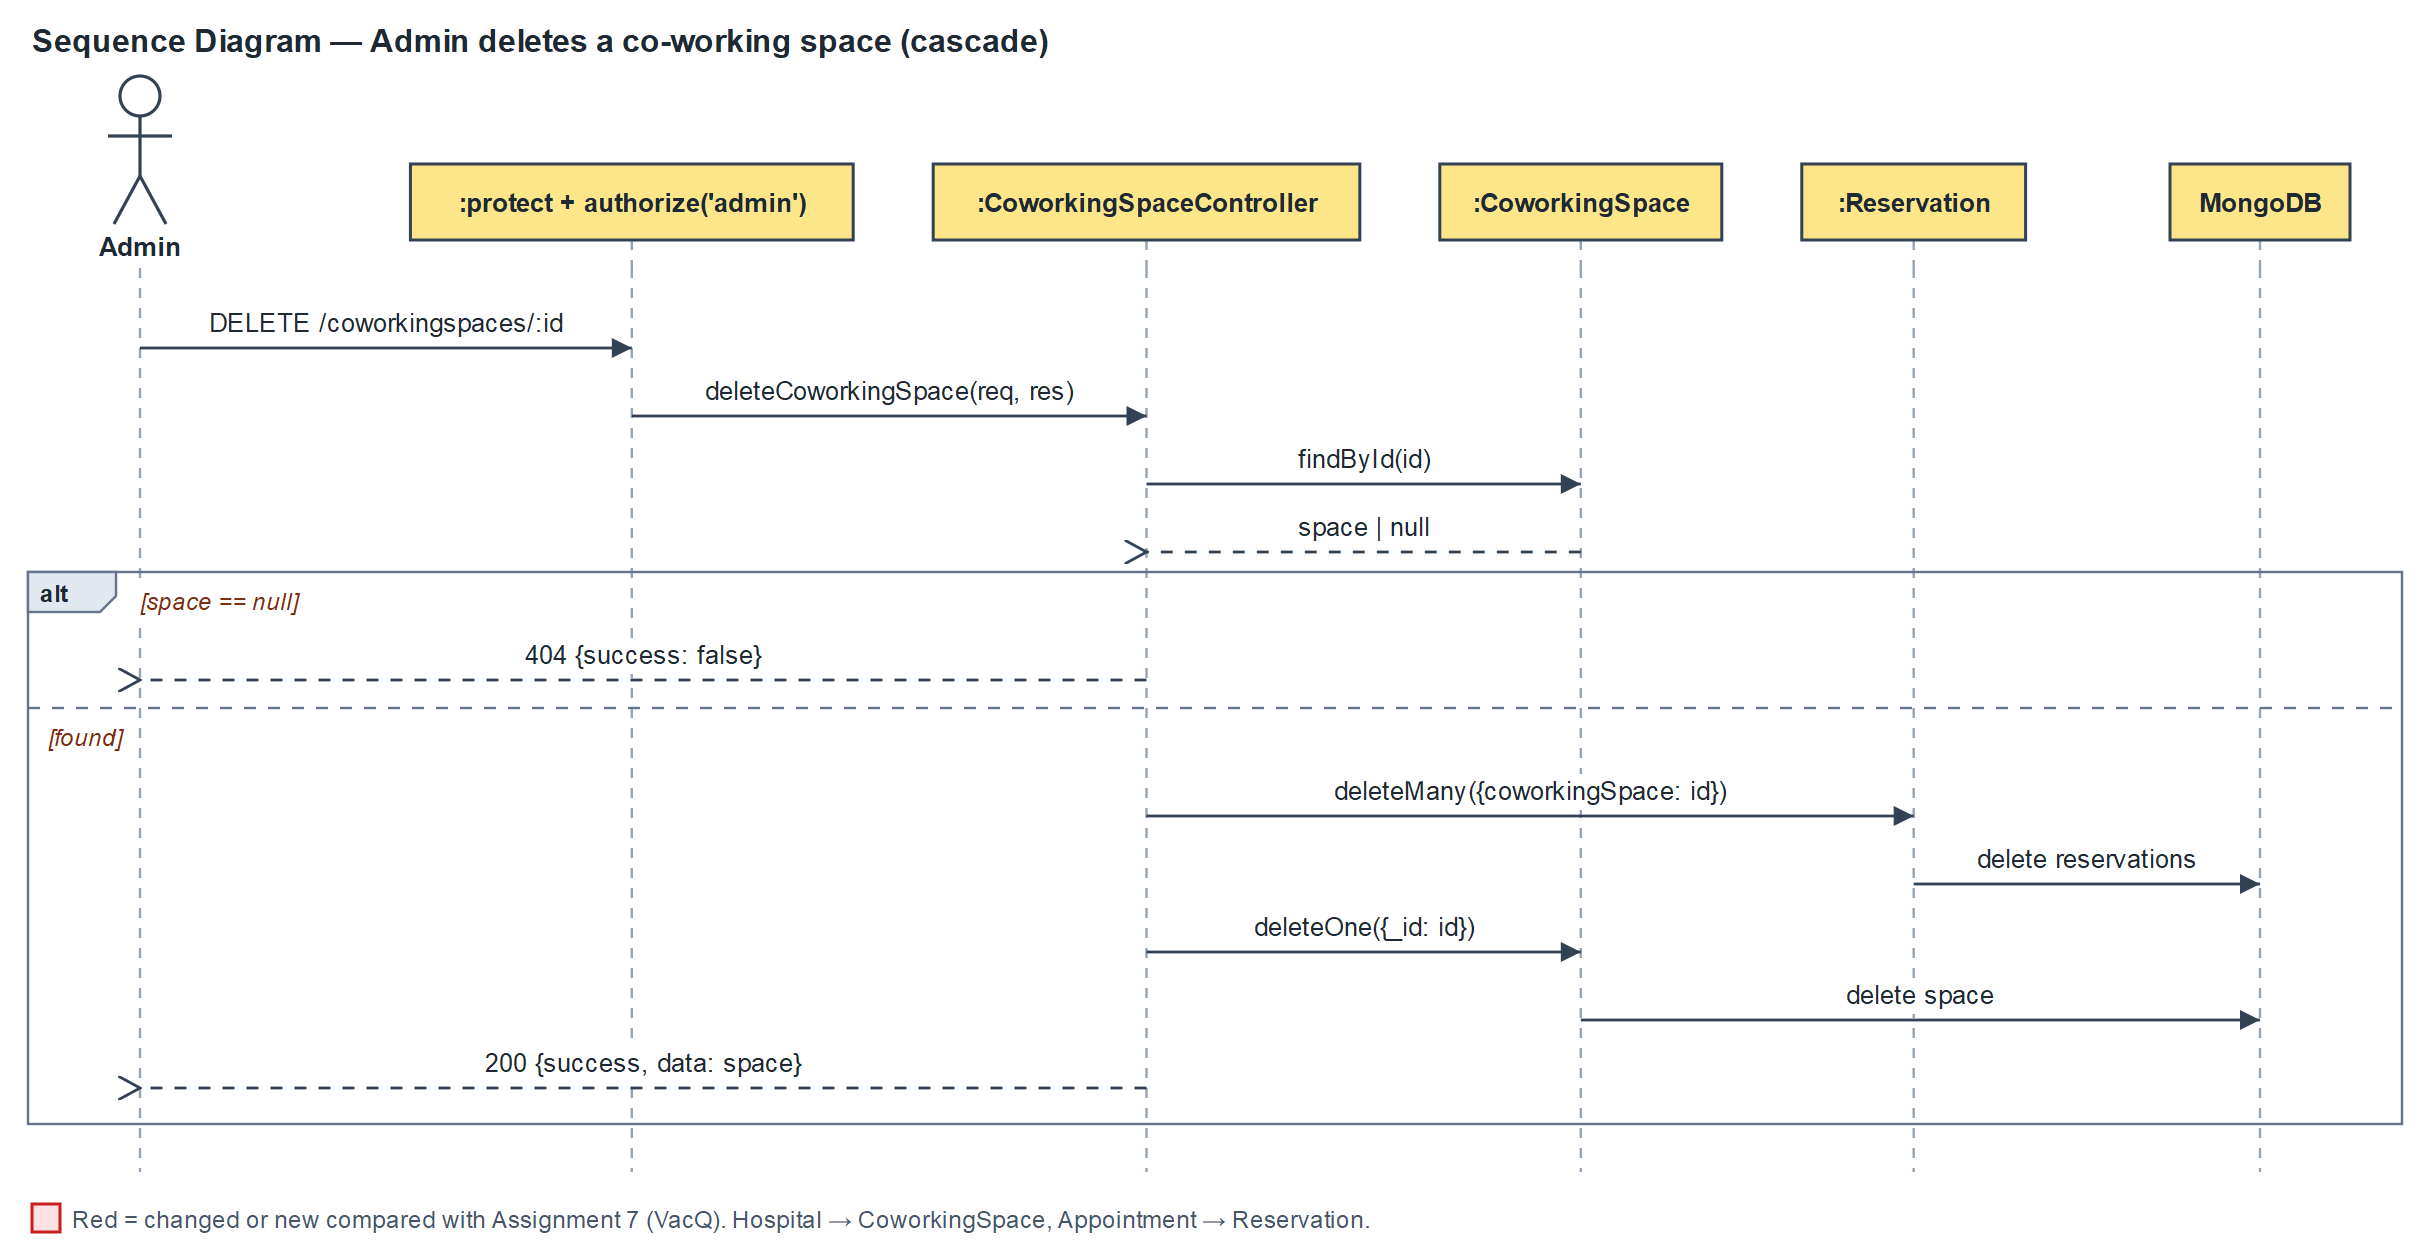 Sequence Diagram — Admin deletes a co-working space (cascade)
Admin
:protect + authorize('admin')
:CoworkingSpaceController
:CoworkingSpace
:Reservation
MongoDB
DELETE /coworkingspaces/:id
deleteCoworkingSpace(req, res)
findById(id)
space | null
alt
[space == null]
404 {success: false}
[found]
deleteMany({coworkingSpace: id})
delete reservations
deleteOne({_id: id})
delete space
200 {success, data: space}
Red = changed or new compared with Assignment 7 (VacQ). Hospital → CoworkingSpace, Appointment → Reservation.